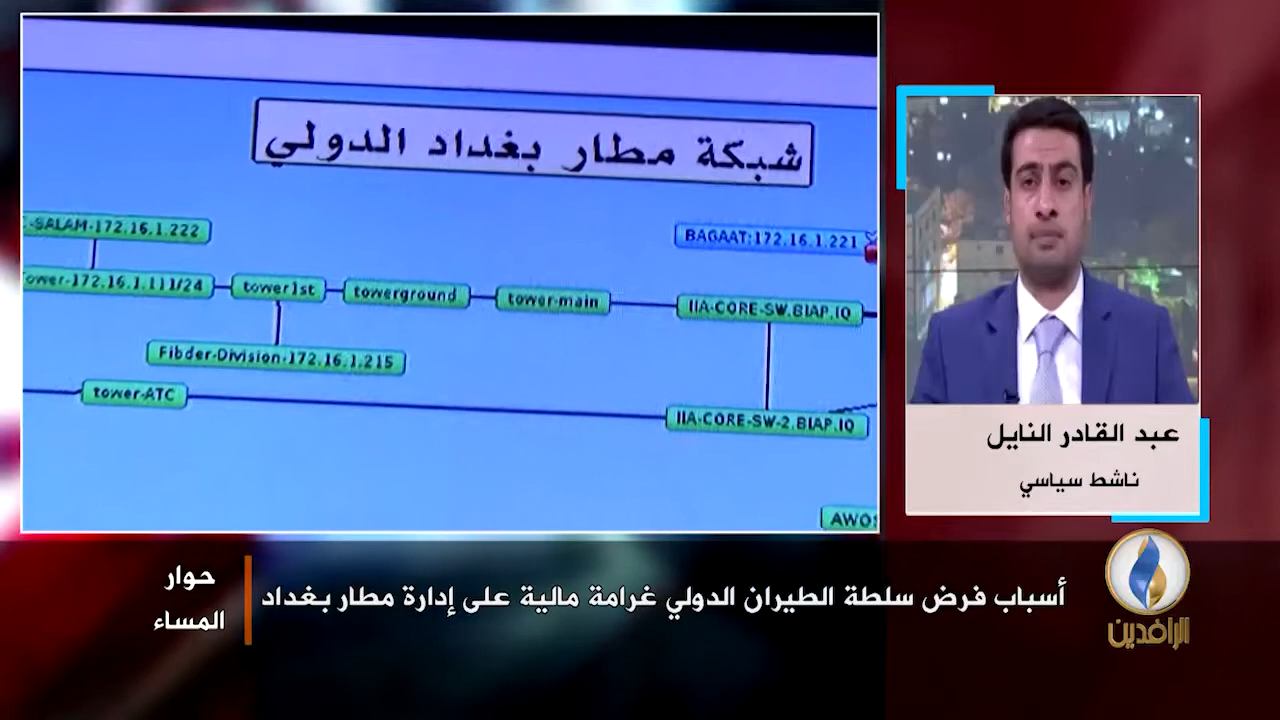 شبكة مطار بغداد الدولي
-SALAM-172.16.1.222
BAGAAT:172.16.1.221
ower-172.16.1.111/24
tower1st
towerground
tower-main
IIA-CORE-SW.BIAP.IQ
Fibder-Division-172.16.1.215
tower-ATC
IIA-CORE-SW-2.BIAP.IQ
AWOS
عبد القادر النايل
ناشط سياسي
أسباب فرض سلطة الطيران الدولي غرامة مالية على إدارة مطار بغداد
حوار
المساء
الرافدين